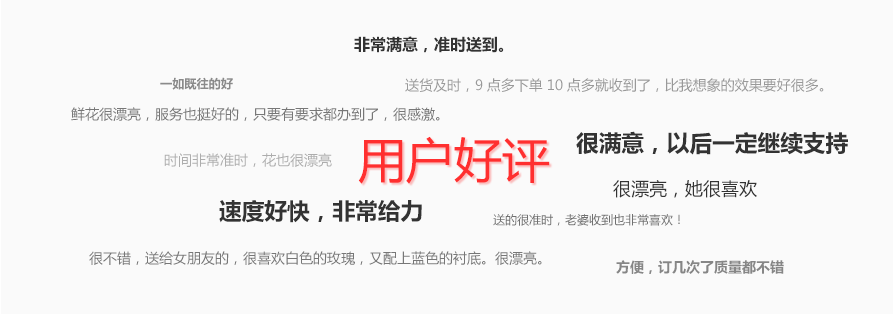 非常满意，准时送到。
一如既往的好
送货及时，9 点多下单 10 点多就收到了，比我想象的效果要好很多。
鲜花很漂亮，服务也挺好的，只要有要求都办到了，很感激。
很满意，以后一定继续支持
用户好评
时间非常准时，花也很漂亮
很漂亮，她很喜欢
速度好快，非常给力
送的很准时，老婆收到也非常喜欢！
很不错，送给女朋友的，很喜欢白色的玫瑰，又配上蓝色的衬底。很漂亮。
方便，订几次了质量都不错